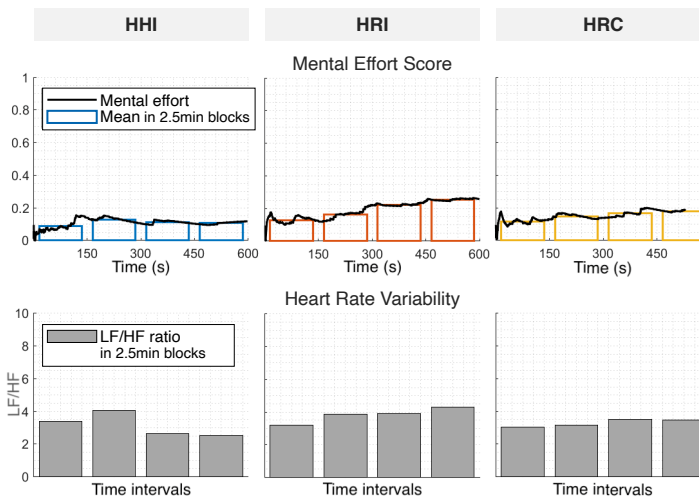 HHI HRI HRC
Mental Effort Score
1
0.8
0.6
0.4
0.2
0
Mental effort
Mean in 2.5min blocks
150 300 450 600
150 300 450 600
150 300 450
Time (s) Time (s) Time (s)
Heart Rate Variability
10
8
6
4
2
0
LF/HF
LF/HF ratio
in 2.5min blocks
Time intervals Time intervals Time intervals